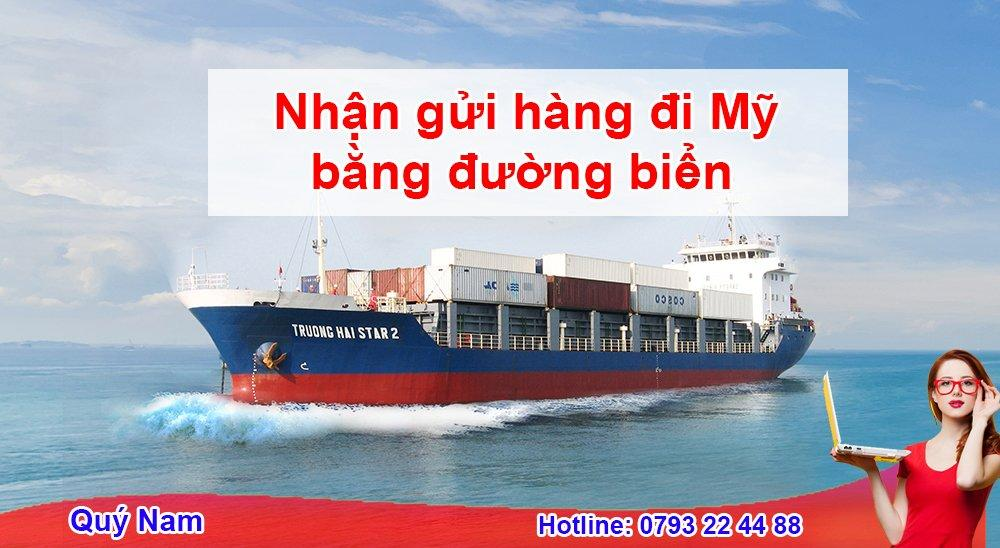 Nhận gửi hàng đi Mỹ
bằng đường biển
COSCO
TRUONG HAI STAR 2
Quý Nam
Hotline: 0793 22 44 88